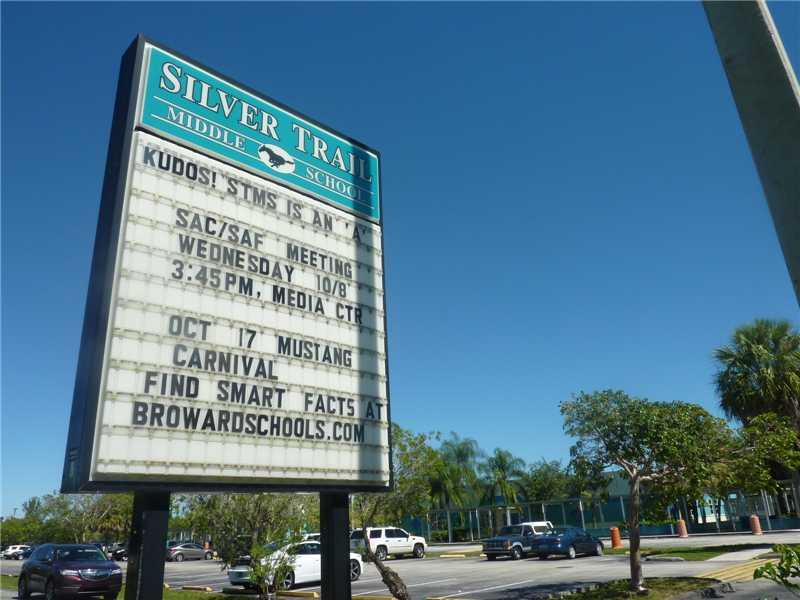 SILVER TRAIL
MIDDLE SCHOOL
KUDOS! STMS IS AN 'A'
SAC/SAF MEETING
WEDNESDAY 10/8
3:45PM, MEDIA CTR
OCT 17 MUSTANG
CARNIVAL
FIND SMART FACTS AT
BROWARDSCHOOLS.COM